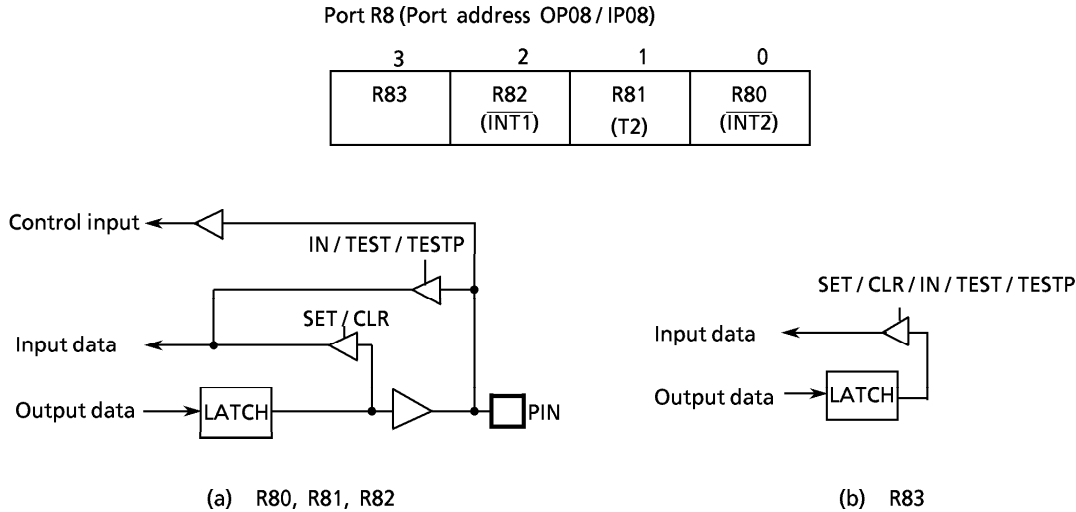 Port R8 (Port address OP08 / IP08)
3 2 1 0
R83 R82 R81 R80
(INT1) (T2) (INT2)
Control input
IN / TEST / TESTP
SET / CLR / IN / TEST / TESTP
SET / CLR
Input data
Input data
Output data LATCH PIN
Output data LATCH
(a) R80, R81, R82
(b) R83